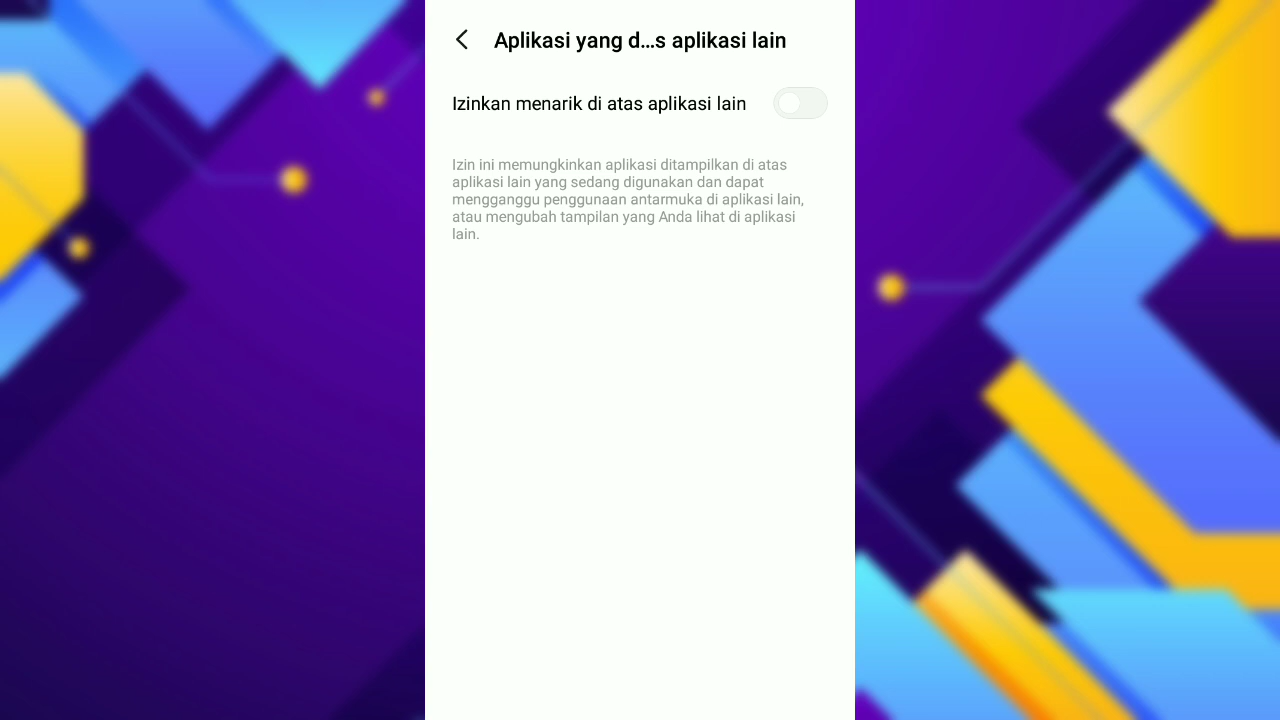 Aplikasi yang d...s aplikasi lain
Izinkan menarik di atas aplikasi lain
Izin ini memungkinkan aplikasi ditampilkan di atas
aplikasi lain yang sedang digunakan dan dapat
mengganggu penggunaan antarmuka di aplikasi lain,
atau mengubah tampilan yang Anda lihat di aplikasi
lain.